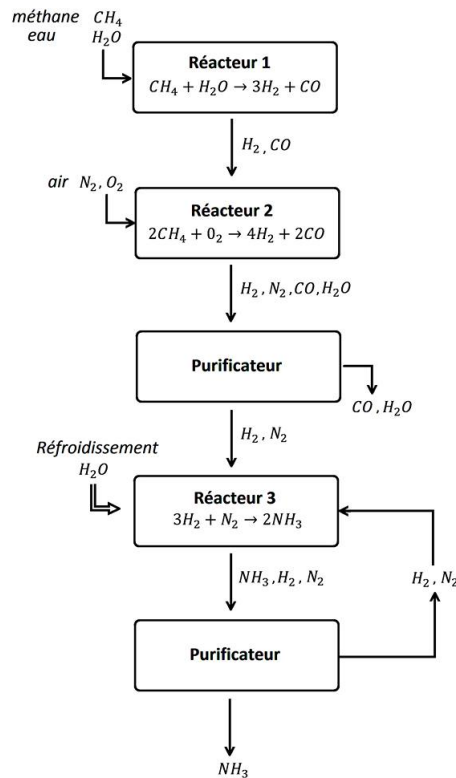 méthane CH₄
eau H₂O
Réacteur 1
CH₄ + H₂O → 3H₂ + CO
H₂, CO
air N₂, O₂
Réacteur 2
2CH₄ + 0₂ → 4H₂ + 2CO
H₂, N₂, CO, H₂O
Purificateur
CO, H₂O
H₂, N₂
Réfroidissement
H₂O
Réacteur 3
3H₂ + N₂ → 2NH₃
NH₃, H₂, N₂
H₂, N₂
Purificateur
NH₃